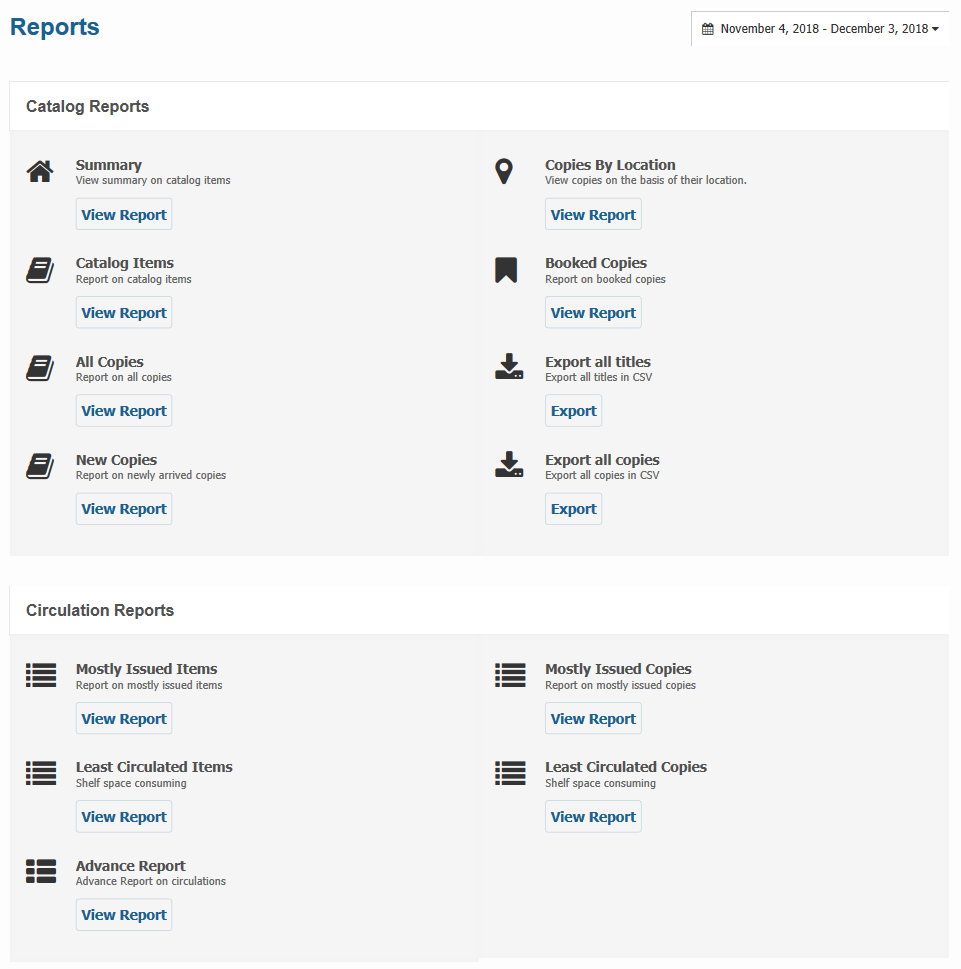 Reports
November 4, 2018 - December 3, 2018
Catalog Reports
Summary
View summary on catalog items
View Report
Copies By Location
View copies on the basis of their location.
View Report
Catalog Items
Report on catalog items
View Report
Booked Copies
Report on booked copies
View Report
All Copies
Report on all copies
View Report
Export all titles
Export all titles in CSV
Export
New Copies
Report on newly arrived copies
View Report
Export all copies
Export all copies in CSV
Export
Circulation Reports
Mostly Issued Items
Report on mostly issued items
View Report
Mostly Issued Copies
Report on mostly issued copies
View Report
Least Circulated Items
Shelf space consuming
View Report
Least Circulated Copies
Shelf space consuming
View Report
Advance Report
Advance Report on circulations
View Report